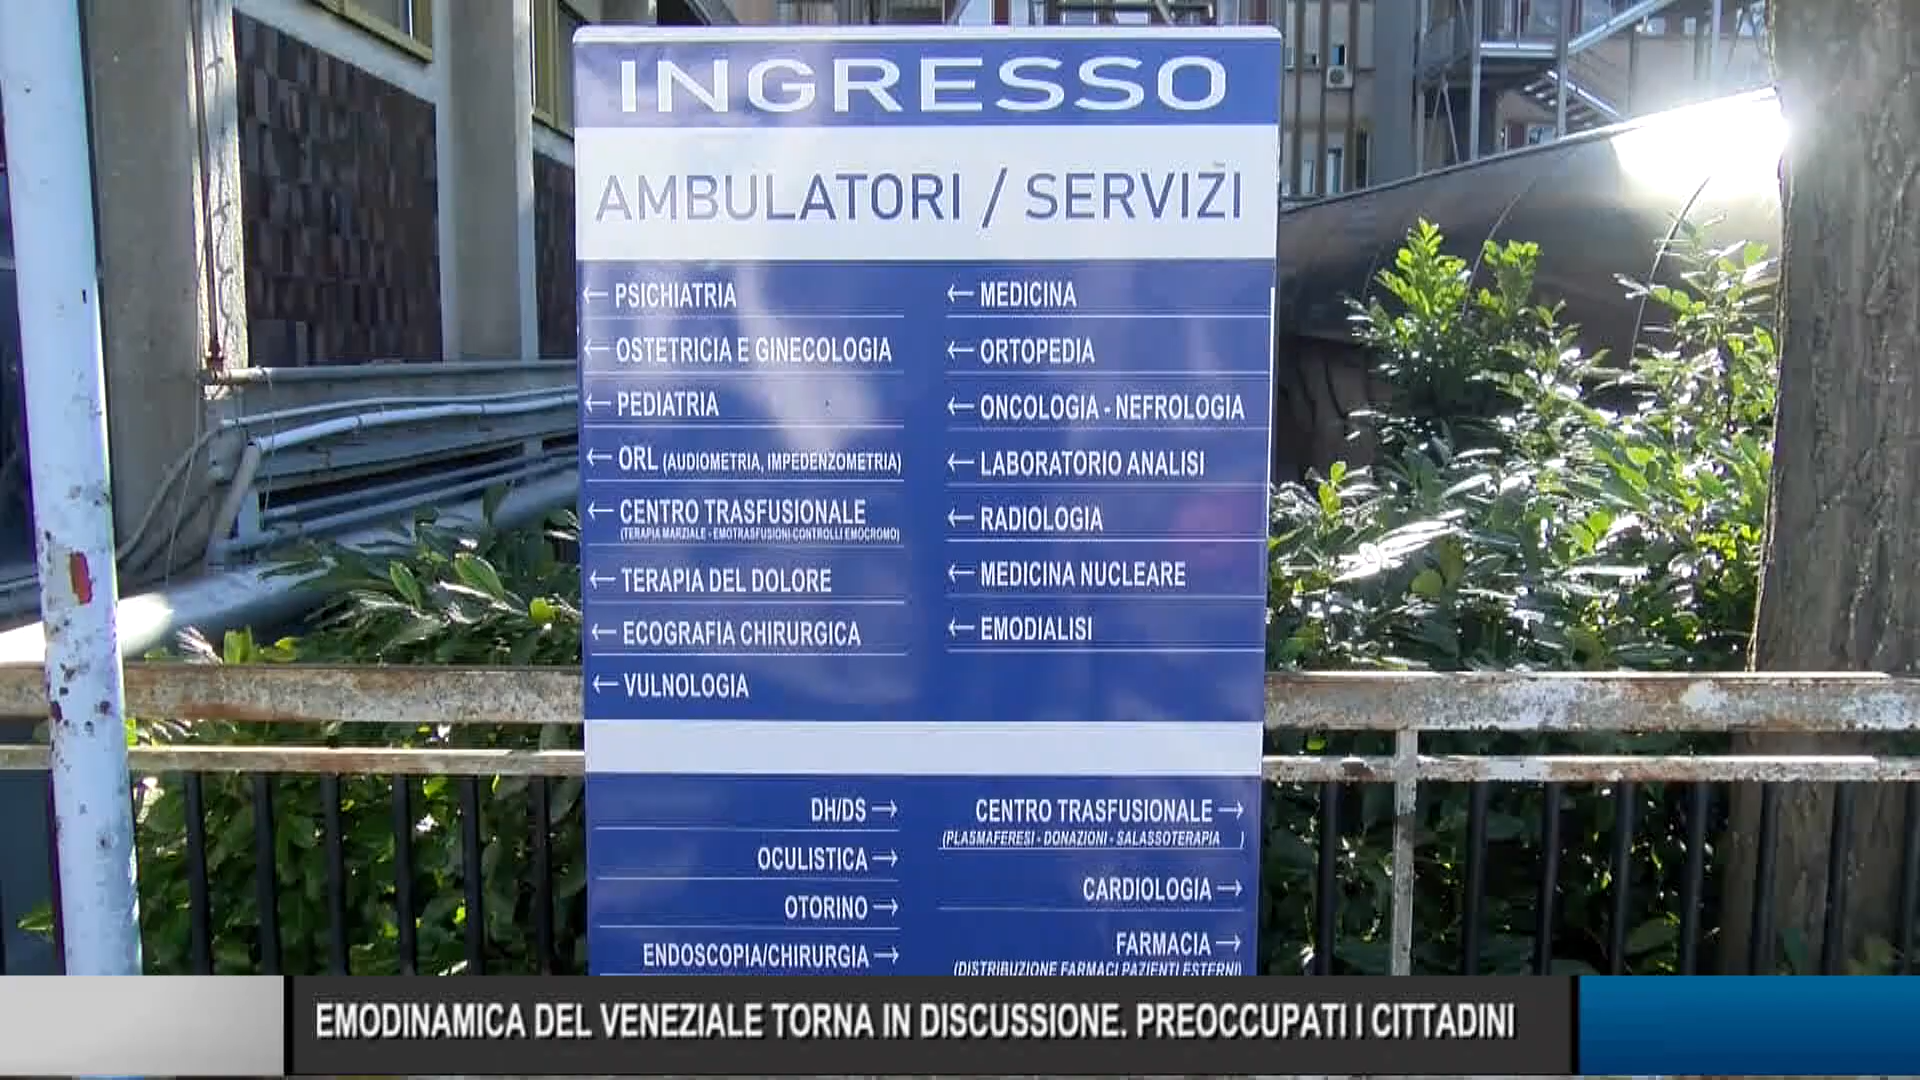 INGRESSO
AMBULATORI / SERVIZI
← PSICHIATRIA
← OSTETRICIA E GINECOLOGIA
← PEDIATRIA
← ORL (AUDIOMETRIA, IMPEDENZOMETRIA)
← CENTRO TRASFUSIONALE
(TERAPIA MARZIALE - EMOTRASFUSIONI-CONTROLLI EMOCROMO)
← TERAPIA DEL DOLORE
← ECOGRAFIA CHIRURGICA
← VULNOLOGIA
← MEDICINA
← ORTOPEDIA
← ONCOLOGIA - NEFROLOGIA
← LABORATORIO ANALISI
← RADIOLOGIA
← MEDICINA NUCLEARE
← EMODIALISI
DH/DS →
OCULISTICA →
OTORINO →
ENDOSCOPIA/CHIRURGIA →
CENTRO TRASFUSIONALE →
(PLASMAFERESI - DONAZIONI - SALASSOTERAPIA )
CARDIOLOGIA →
FARMACIA →
(DISTRIBUZIONE FARMACI PAZIENTI ESTERNI)
EMODINAMICA DEL VENEZIALE TORNA IN DISCUSSIONE. PREOCCUPATI I CITTADINI